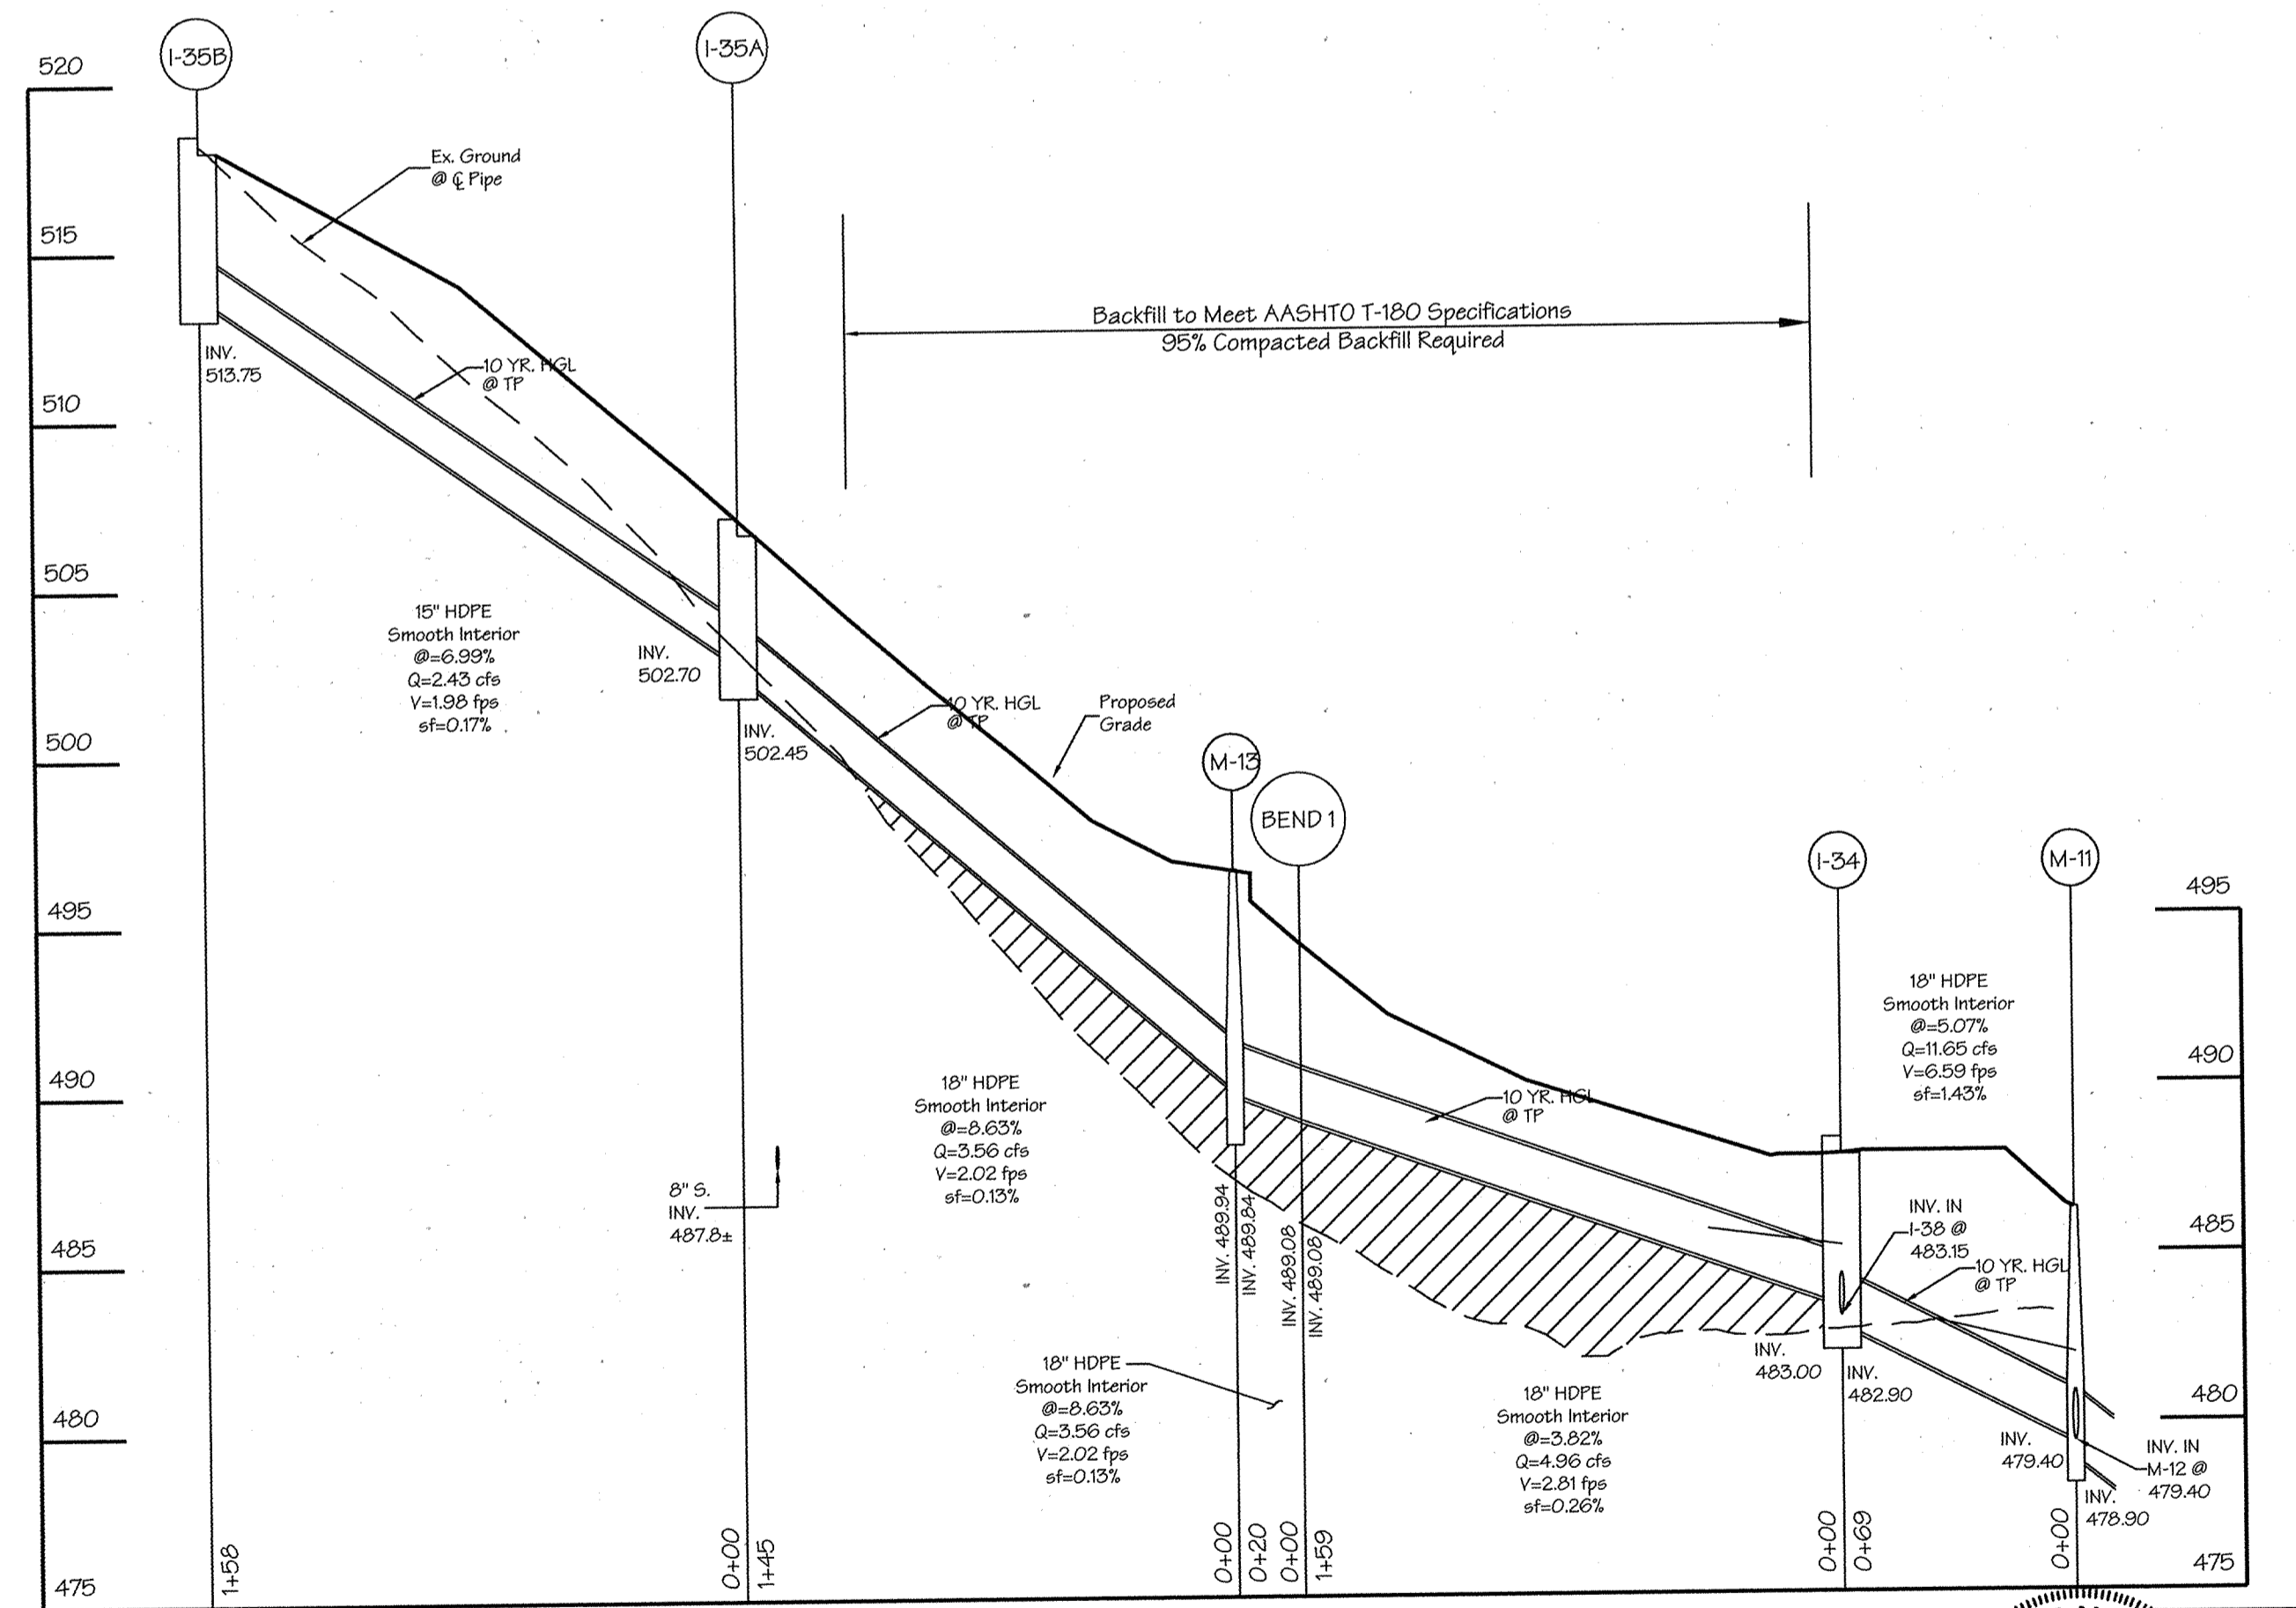 I-35B
I-35A
520
Ex. Ground
@ ℄ Pipe
515
Backfill to Meet AASHTO T-180 Specifications
95% Compacted Backfill Required
INV.
513.75
10 YR. HGL
@ TP
510
505
15" HDPE
Smooth Interior
@=6.99%
Q=2.43 cfs
V=1.98 fps
sf=0.17%
INV.
502.70
INV.
502.45
10 YR. HGL
@ TP
Proposed
Grade
500
M-13
BEND 1
I-34
M-11
495
495
490
490
18" HDPE
Smooth Interior
@=5.07%
Q=11.65 cfs
V=6.59 fps
sf=1.43%
18" HDPE
Smooth Interior
@=8.63%
Q=3.56 cfs
V=2.02 fps
sf=0.13%
10 YR. HGL
@ TP
8" S.
INV.
487.8±
INV. 489.94
INV. 489.84
INV. 489.08
INV. 489.08
INV. IN
I-38 @
483.15
10 YR. HGL
@ TP
485
485
18" HDPE
Smooth Interior
@=8.63%
Q=3.56 cfs
V=2.02 fps
sf=0.13%
INV.
483.00
INV.
482.90
18" HDPE
Smooth Interior
@=3.82%
Q=4.96 cfs
V=2.81 fps
sf=0.26%
480
480
INV.
479.40
INV. IN
M-12 @
479.40
INV.
478.90
475
475
1+58
0+00
1+45
0+00
0+20
0+00
1+59
0+00
0+69
0+00